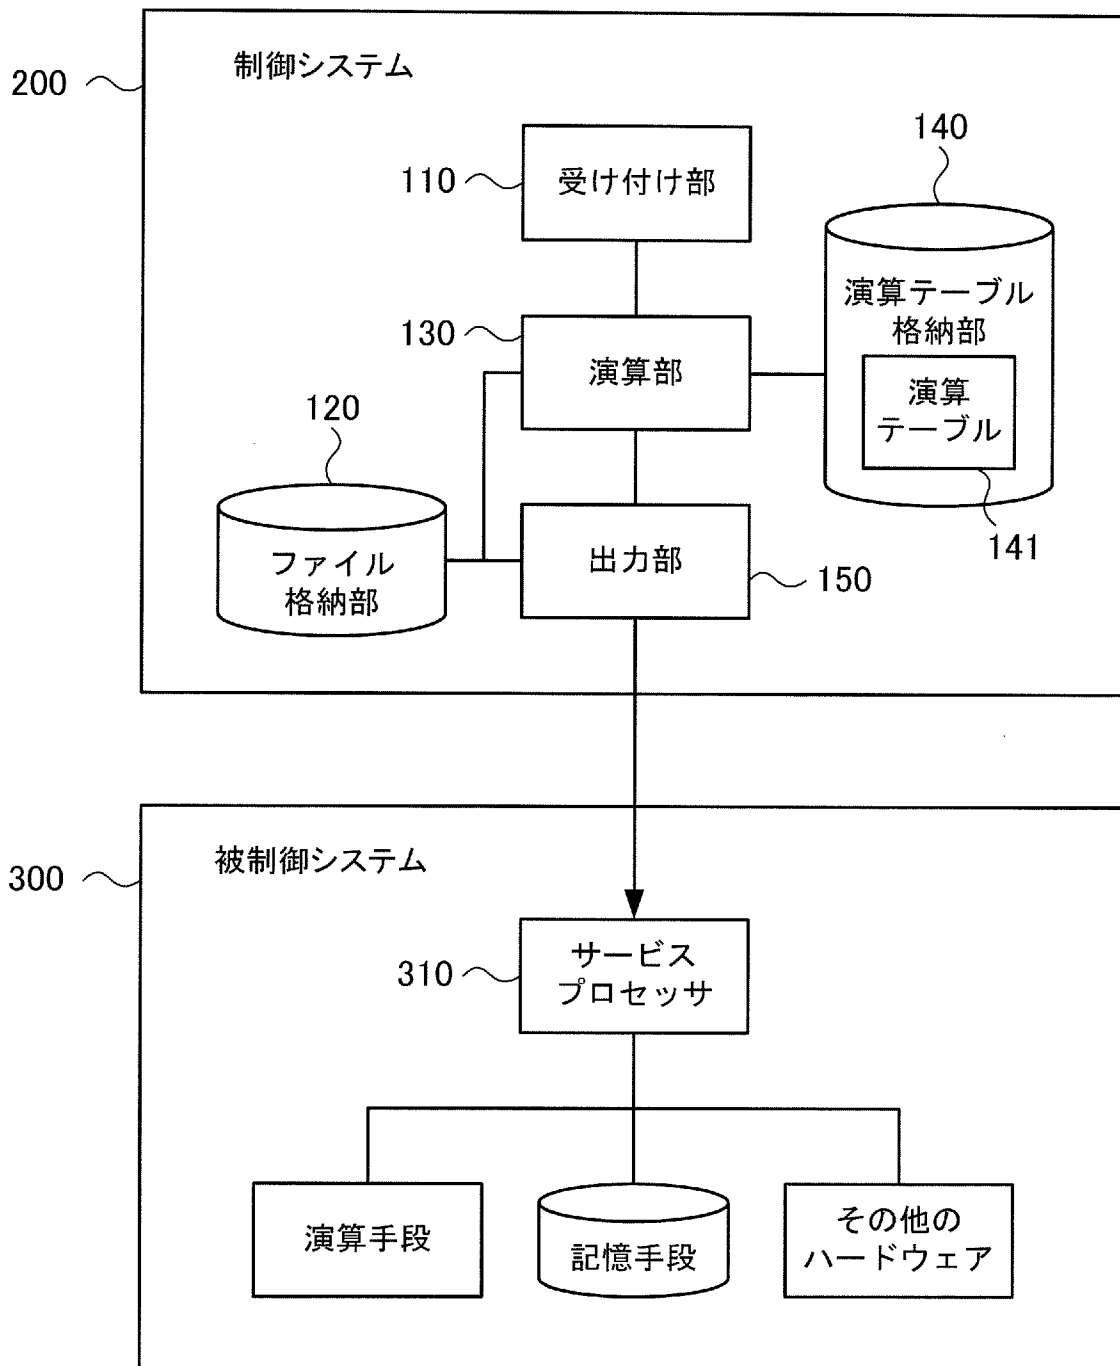 200
制御システム
140
110
受け付け部
演算テーブル
格納部
130
演算部
演算
テーブル
120
141
ファイル
格納部
出力部
150
300
被制御システム
310
サービス
プロセッサ
演算手段
記憶手段
その他の
ハードウェア